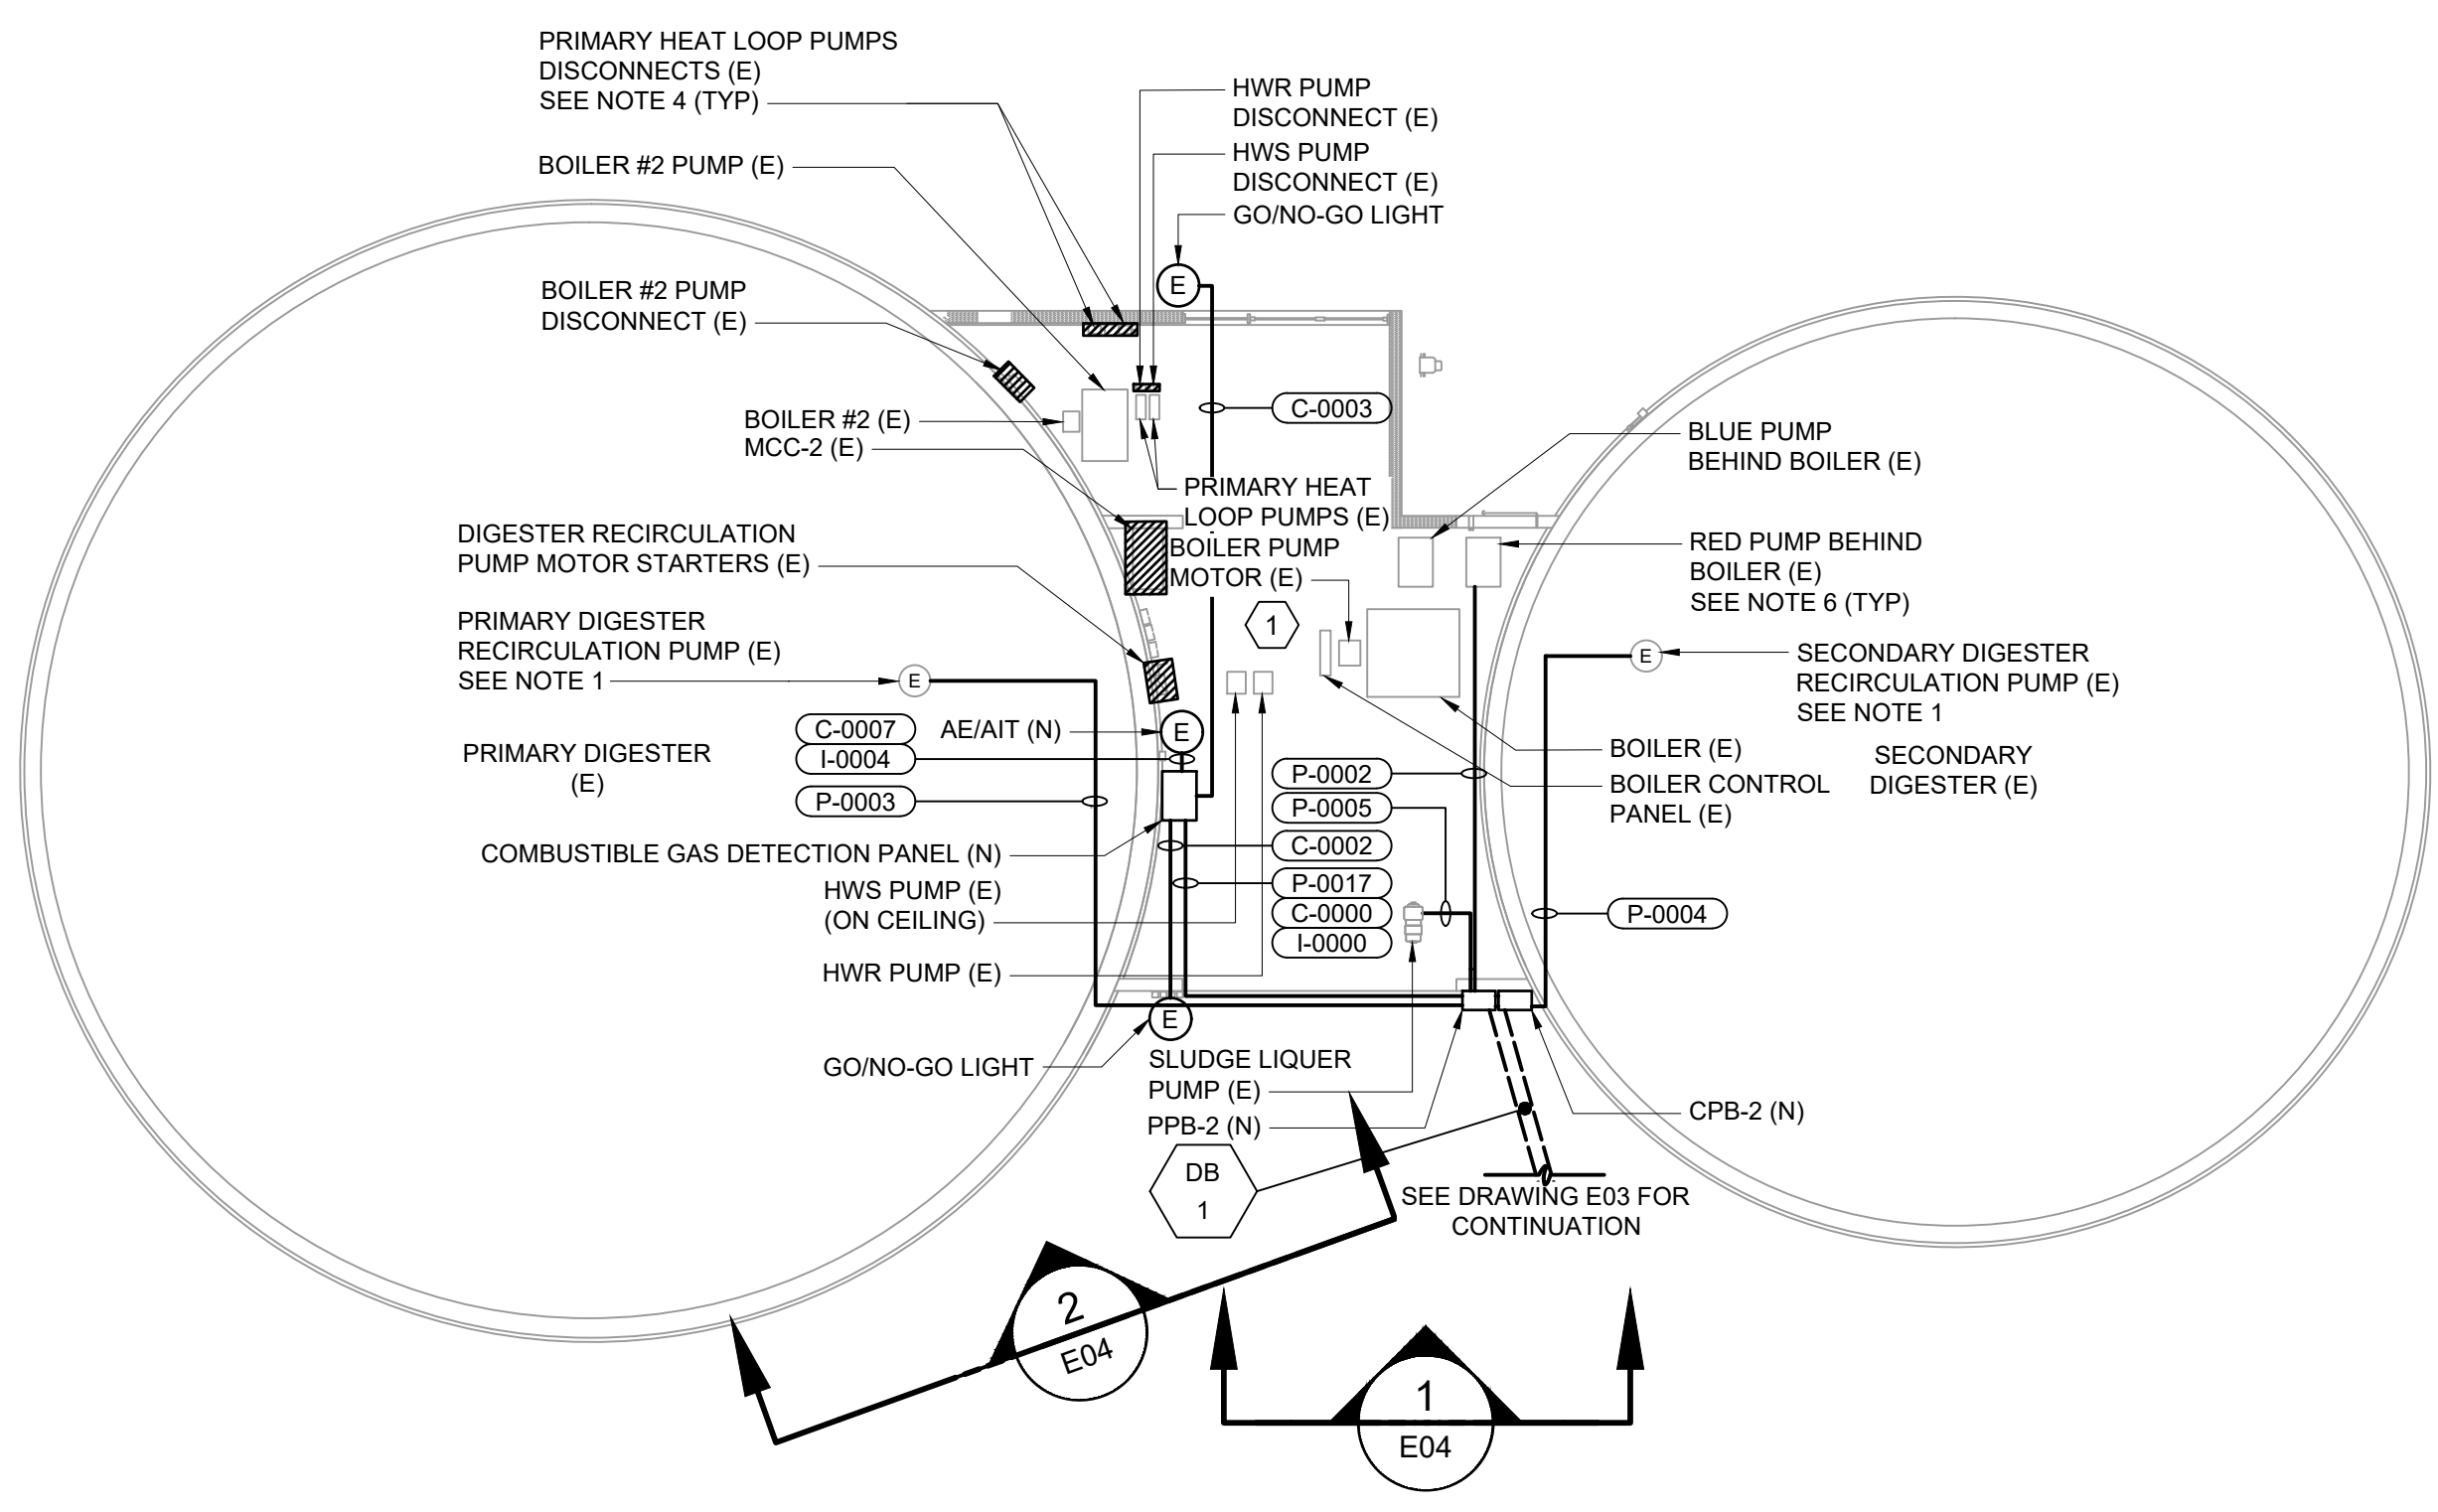 PRIMARY HEAT LOOP PUMPS
DISCONNECTS (E)
SEE NOTE 4 (TYP)
HWR PUMP
DISCONNECT (E)
HWS PUMP
DISCONNECT (E)
GO/NO-GO LIGHT
BOILER #2 PUMP (E)
E
BOILER #2 PUMP
DISCONNECT (E)
C-0003
BOILER #2 (E)
MCC-2 (E)
BLUE PUMP
BEHIND BOILER (E)
PRIMARY HEAT
LOOP PUMPS (E)
BOILER PUMP
MOTOR (E)
1
DIGESTER RECIRCULATION
PUMP MOTOR STARTERS (E)
RED PUMP BEHIND
BOILER (E)
SEE NOTE 6 (TYP)
PRIMARY DIGESTER
RECIRCULATION PUMP (E)
SEE NOTE 1
E
E
SECONDARY DIGESTER
RECIRCULATION PUMP (E)
SEE NOTE 1
C-0007
I-0004
AE/AIT (N)
E
PRIMARY DIGESTER
(E)
P-0003
BOILER (E)
SECONDARY
DIGESTER (E)
BOILER CONTROL
PANEL (E)
P-0002
P-0005
C-0002
P-0017
C-0000
I-0000
COMBUSTIBLE GAS DETECTION PANEL (N)
HWS PUMP (E)
(ON CEILING)
HWR PUMP (E)
P-0004
E
GO/NO-GO LIGHT
SLUDGE LIQUER
PUMP (E)
PPB-2 (N)
CPB-2 (N)
DB
1
SEE DRAWING E03 FOR
CONTINUATION
2
E04
1
E04